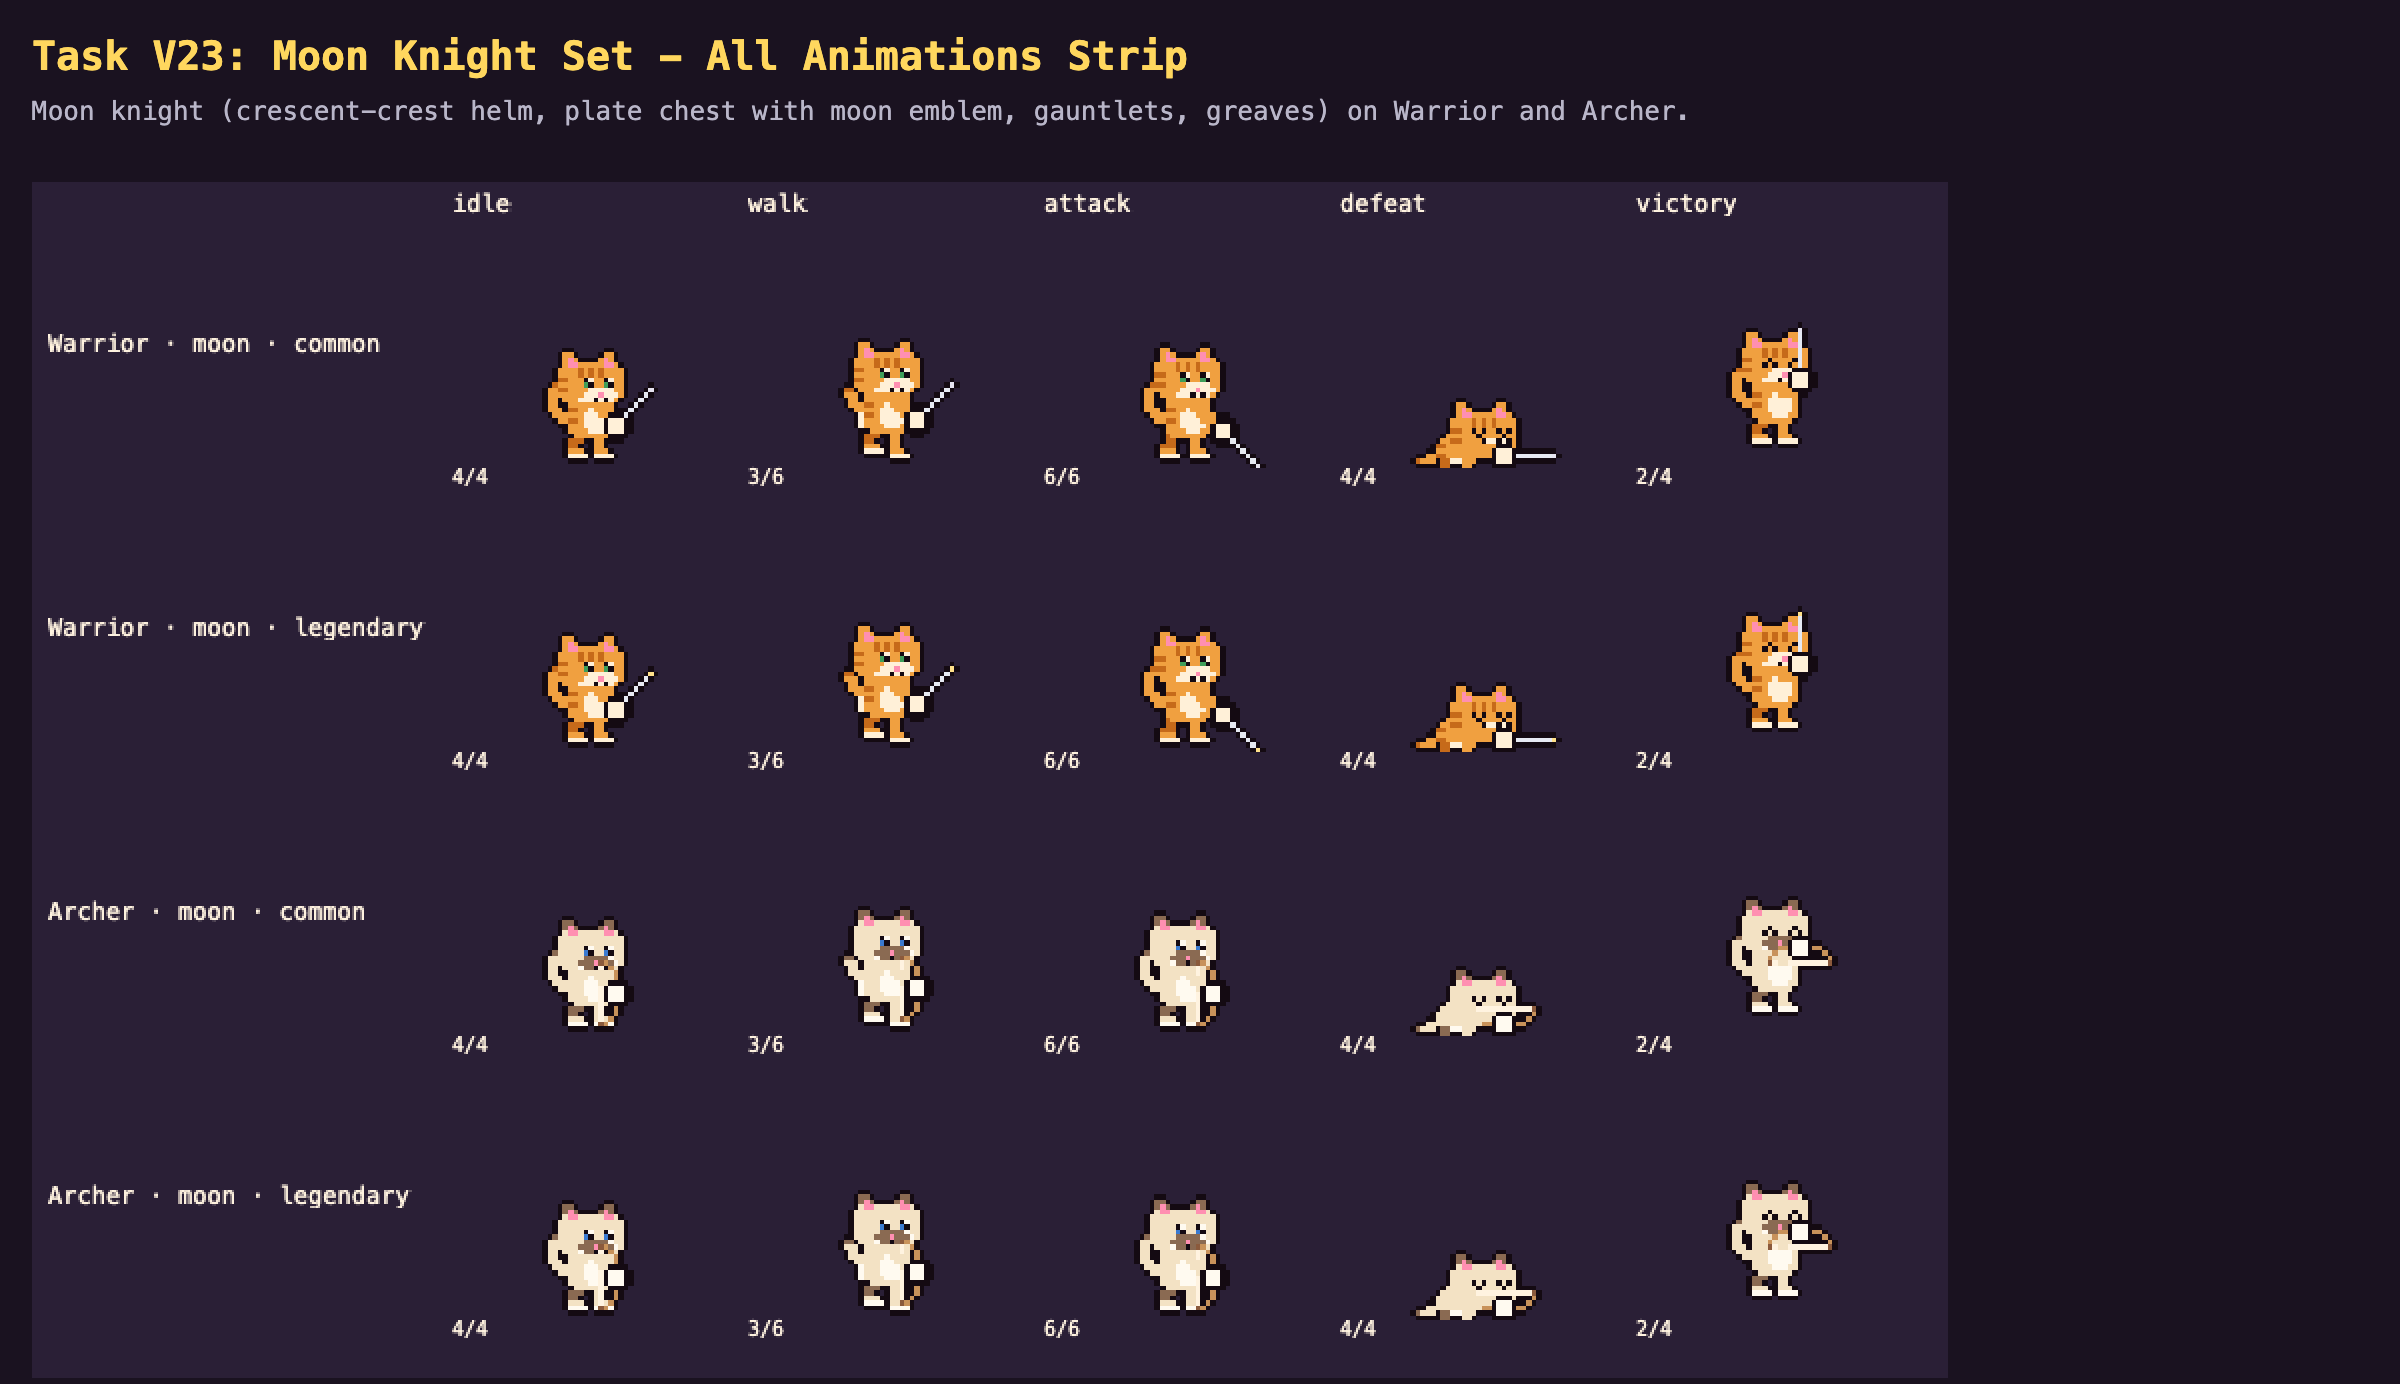 Task V23: Moon Knight Set — All Animations Strip
Moon knight (crescent-crest helm, plate chest with moon emblem, gauntlets, greaves) on Warrior and Archer.
idle walk attack defeat victory
Warrior · moon · common
4/4 3/6 6/6 4/4 2/4
Warrior · moon · legendary
4/4 3/6 6/6 4/4 2/4
Archer · moon · common
4/4 3/6 6/6 4/4 2/4
Archer · moon · legendary
4/4 3/6 6/6 4/4 2/4